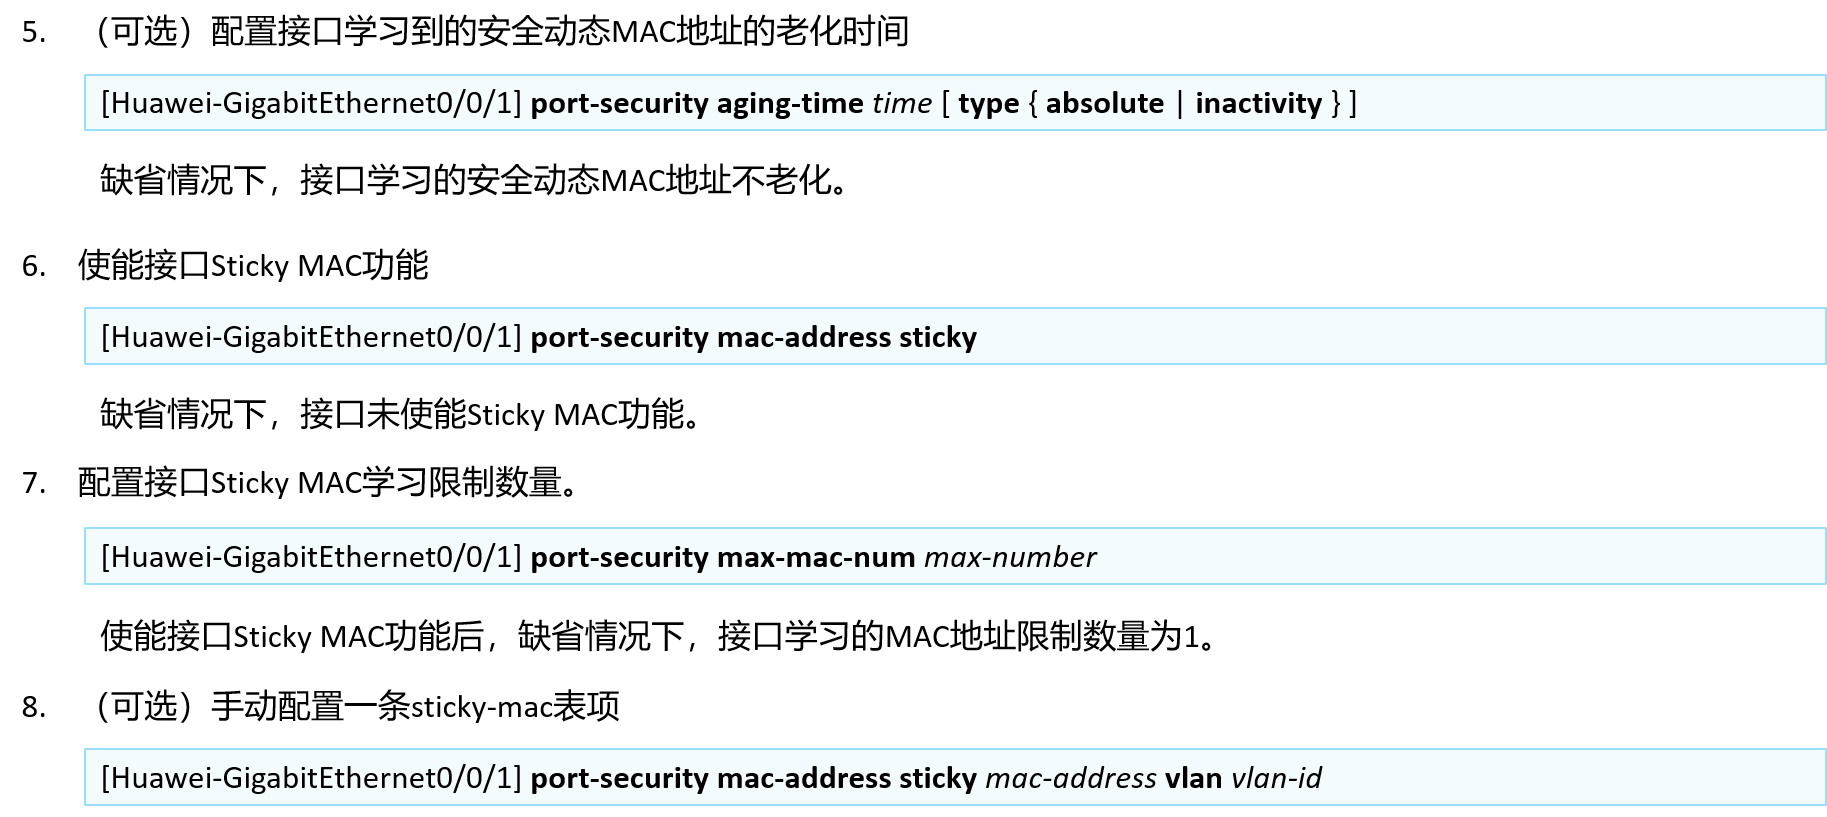 5. （可选）配置接口学习到的安全动态MAC地址的老化时间
[Huawei-GigabitEthernet0/0/1] port-security aging-time time [ type { absolute | inactivity } ]
缺省情况下，接口学习的安全动态MAC地址不老化。
6. 使能接口Sticky MAC功能
[Huawei-GigabitEthernet0/0/1] port-security mac-address sticky
缺省情况下，接口未使能Sticky MAC功能。
7. 配置接口Sticky MAC学习限制数量。
[Huawei-GigabitEthernet0/0/1] port-security max-mac-num max-number
使能接口Sticky MAC功能后，缺省情况下，接口学习的MAC地址限制数量为1。
8. （可选）手动配置一条sticky-mac表项
[Huawei-GigabitEthernet0/0/1] port-security mac-address sticky mac-address vlan vlan-id